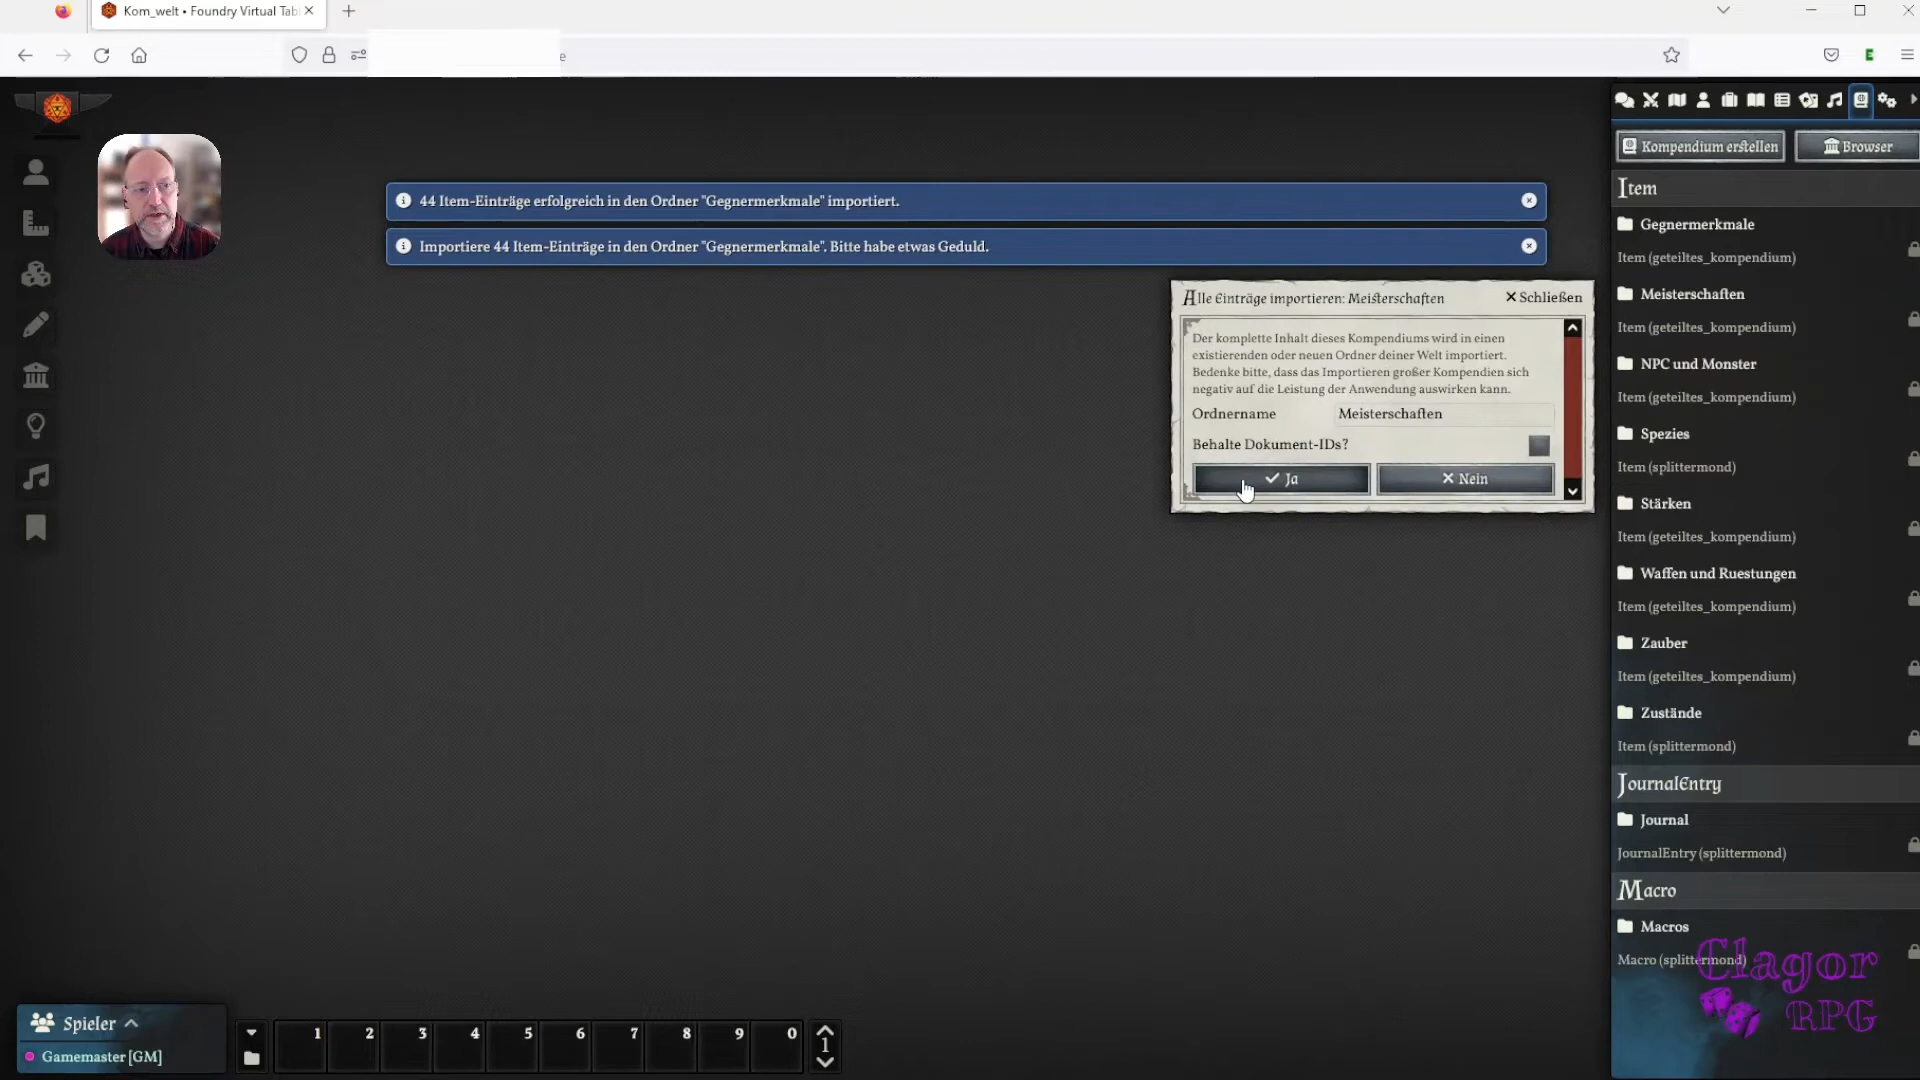 Kom_welt • Foundry Virtual Tab
e
E
Kompendium erstellen
Browser
Item
Gegnermerkmale
Item (geteiltes_kompendium)
Meisterschaften
Item (geteiltes_kompendium)
NPC und Monster
Item (geteiltes_kompendium)
Spezies
Item (splittermond)
Stärken
Item (geteiltes_kompendium)
Waffen und Ruestungen
Item (geteiltes_kompendium)
Zauber
Item (geteiltes_kompendium)
Zustände
Item (splittermond)
JournalEntry
Journal
JournalEntry (splittermond)
Macro
Macros
Macro (splittermond)
44 Item-Einträge erfolgreich in den Ordner "Gegnermerkmale" importiert.
Importiere 44 Item-Einträge in den Ordner "Gegnermerkmale". Bitte habe etwas Geduld.
Alle Einträge importieren: Meisterschaften
Schließen
Der komplette Inhalt dieses Kompendiums wird in einen
existierenden oder neuen Ordner deiner Welt importiert.
Bedenke bitte, dass das Importieren großer Kompendien sich
negativ auf die Leistung der Anwendung auswirken kann.
Ordnername
Meisterschaften
Behalte Dokument-IDs?
Ja
Nein
Spieler
Gamemaster [GM]
1 2 3 4 5 6 7 8 9 0
1
Clagor
RPG